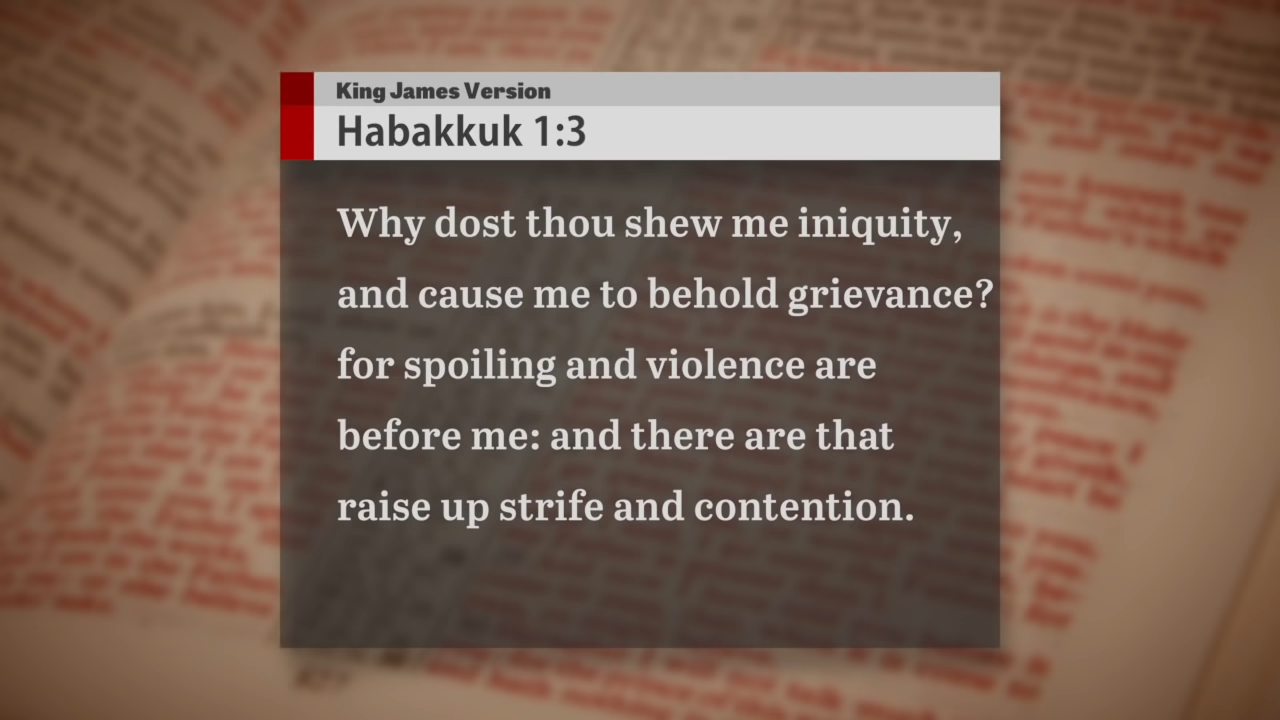 King James Version
Habakkuk 1:3
Why dost thou shew me iniquity,
and cause me to behold grievance?
for spoiling and violence are
before me: and there are that
raise up strife and contention.